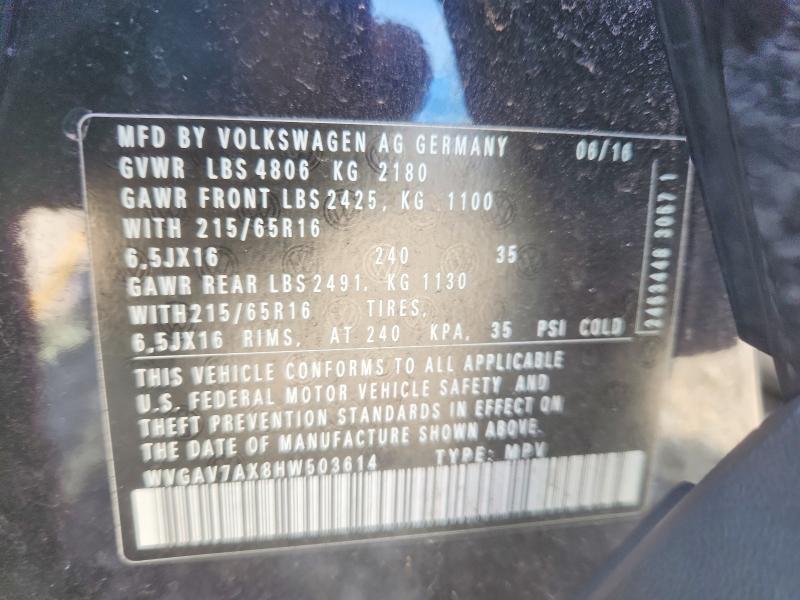 MFD BY VOLKSWAGEN AG GERMANY 06/16
GVWR LBS 4806 KG 2180
GAWR FRONT LBS 2425, KG 1100
WITH 215/65R16
6,5JX16 240 35
GAWR REAR LBS 2491, KG 1130
WITH 215/65R16 TIRES,
6,5JX16 RIMS, AT 240 KPA, 35 PSI COLD
THIS VEHICLE CONFORMS TO ALL APPLICABLE
U.S. FEDERAL MOTOR VEHICLE SAFETY AND
THEFT PREVENTION STANDARDS IN EFFECT ON
THE DATE OF MANUFACTURE SHOWN ABOVE.
WVGAV7AX8HW503614 TYPE: MPV